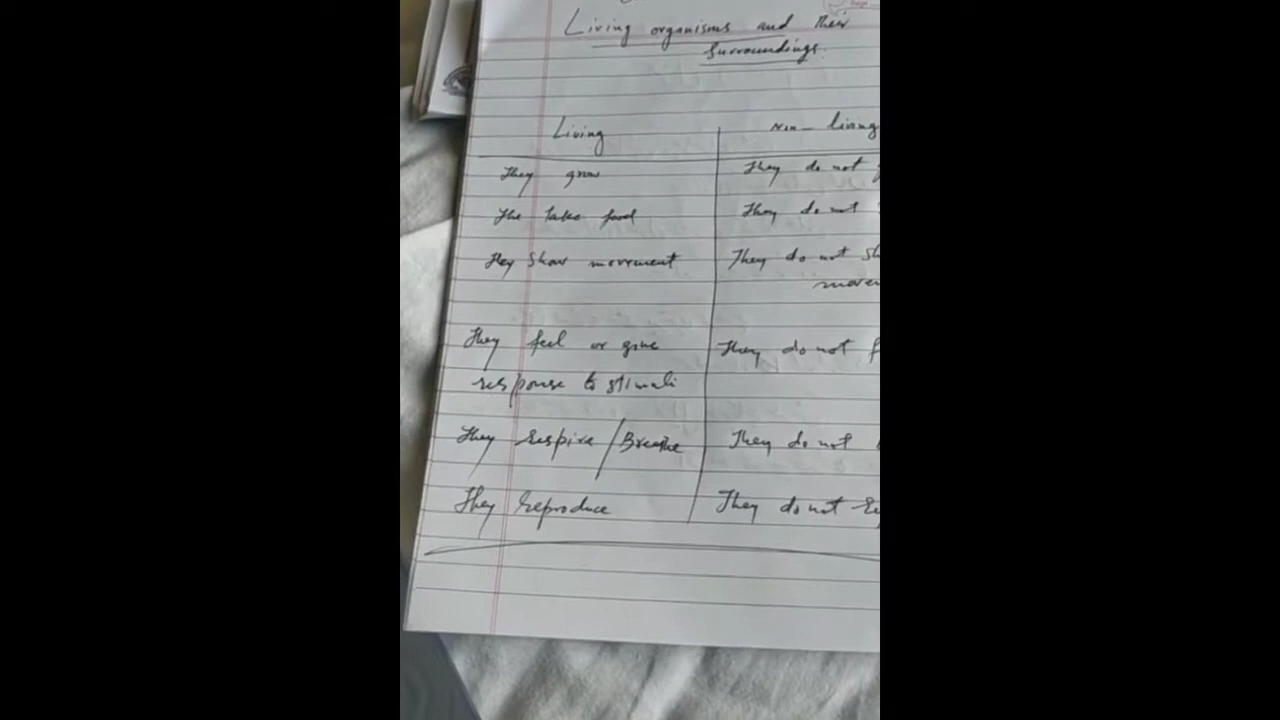 Living organisms and their
Surroundings.
Living
Non-living
They grow
They do not
The take food
They do not
They show movement
They do not
They feel or give
They do not
response to stimuli
They Respire / Breathe
They do not
They Reproduce
They do not